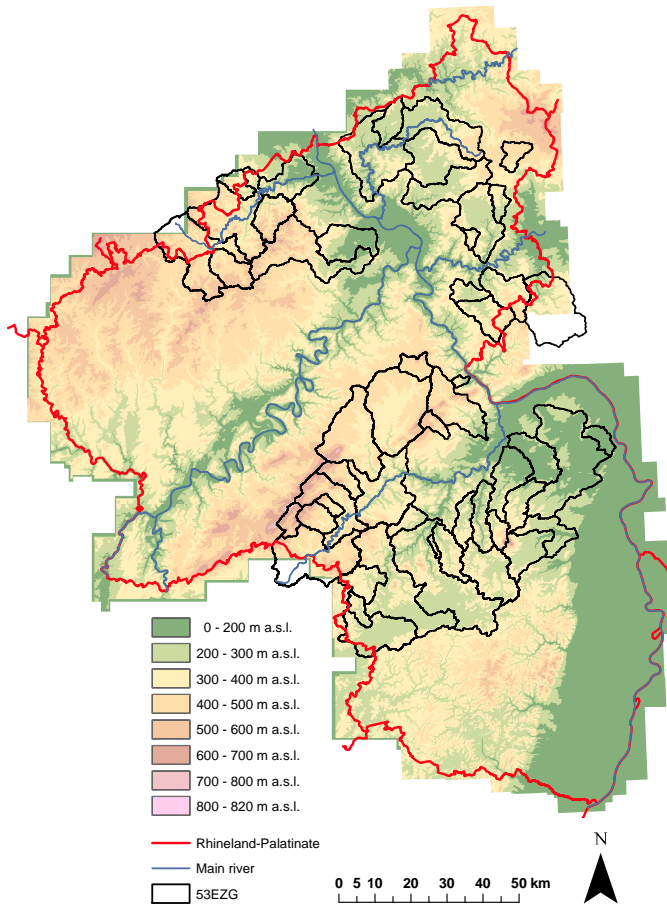 0 - 200 m a.s.l.
200 - 300 m a.s.l.
300 - 400 m a.s.l.
400 - 500 m a.s.l.
500 - 600 m a.s.l.
600 - 700 m a.s.l.
700 - 800 m a.s.l.
800 - 820 m a.s.l.
Rhineland-Palatinate
Main river
53EZG
N
0 5 10 20 30 40 50 km